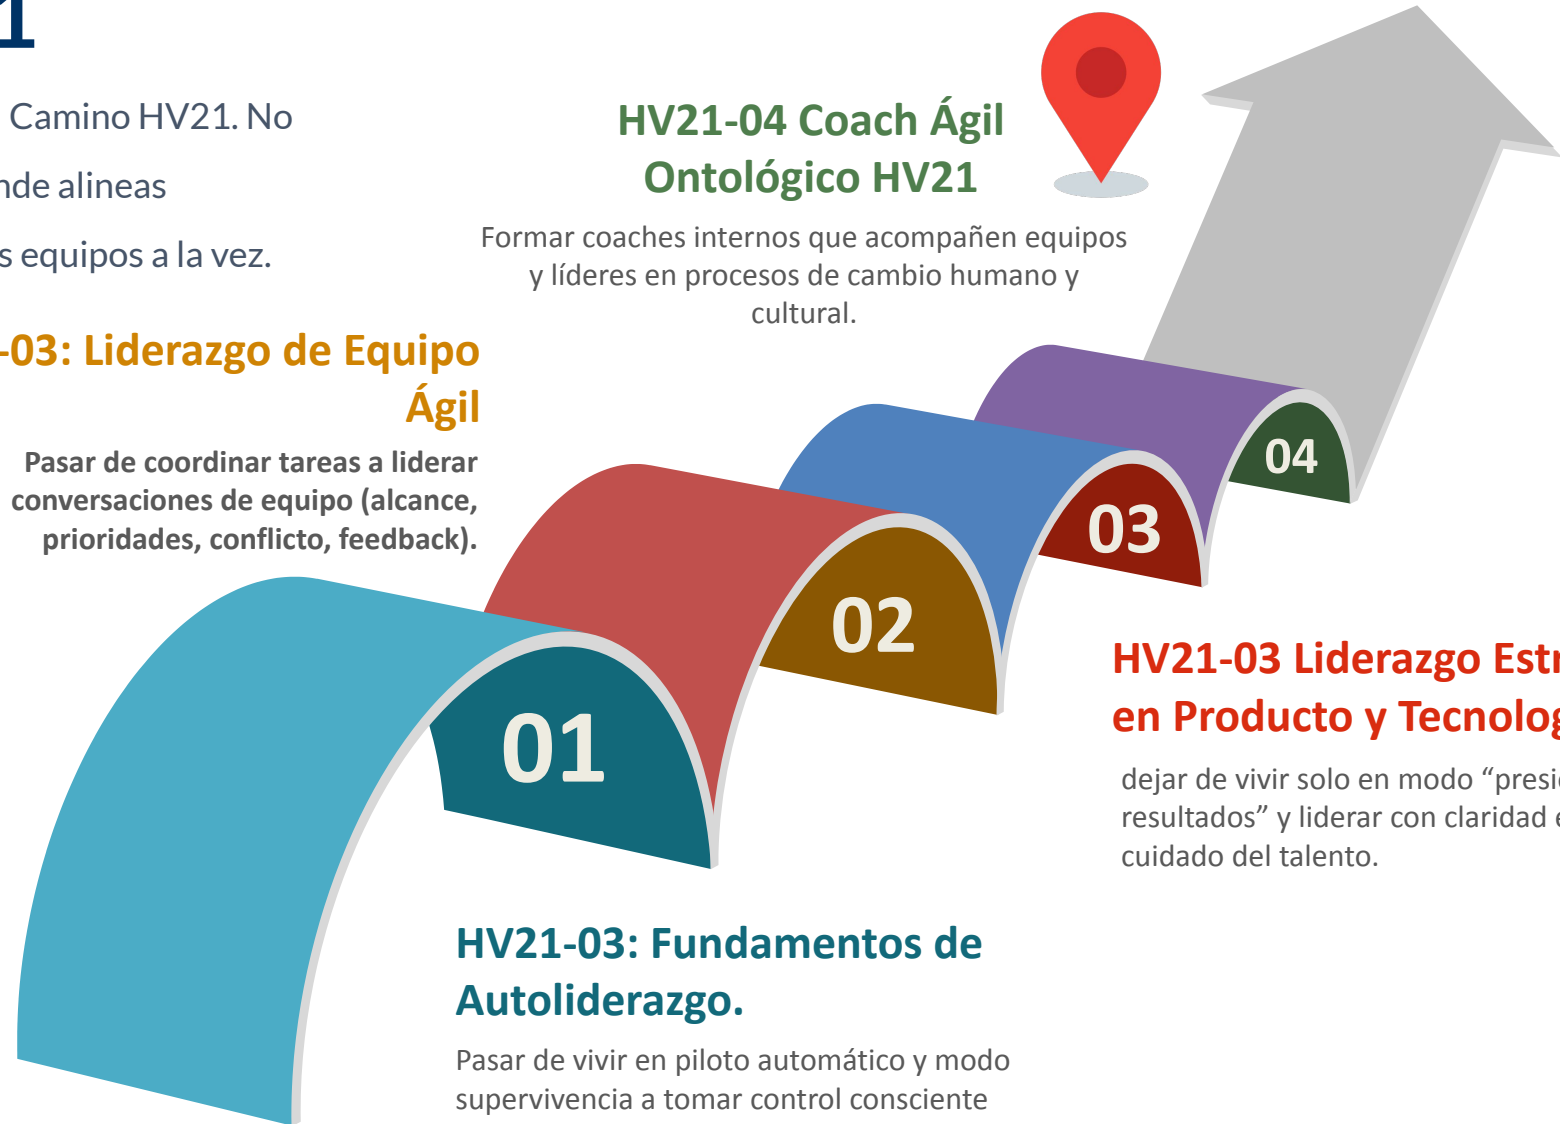 1
Camino HV21. No
nde alineas
s equipos a la vez.
HV21-04 Coach Ágil
Ontológico HV21
Formar coaches internos que acompañen equipos
y líderes en procesos de cambio humano y
cultural.
-03: Liderazgo de Equipo
Ágil
Pasar de coordinar tareas a liderar
conversaciones de equipo (alcance,
prioridades, conflicto, feedback).
04
03
02
01
HV21-03 Liderazgo Estr
en Producto y Tecnolog
dejar de vivir solo en modo “presi
resultados” y liderar con claridad e
cuidado del talento.
HV21-03: Fundamentos de
Autoliderazgo.
Pasar de vivir en piloto automático y modo
supervivencia a tomar control consciente